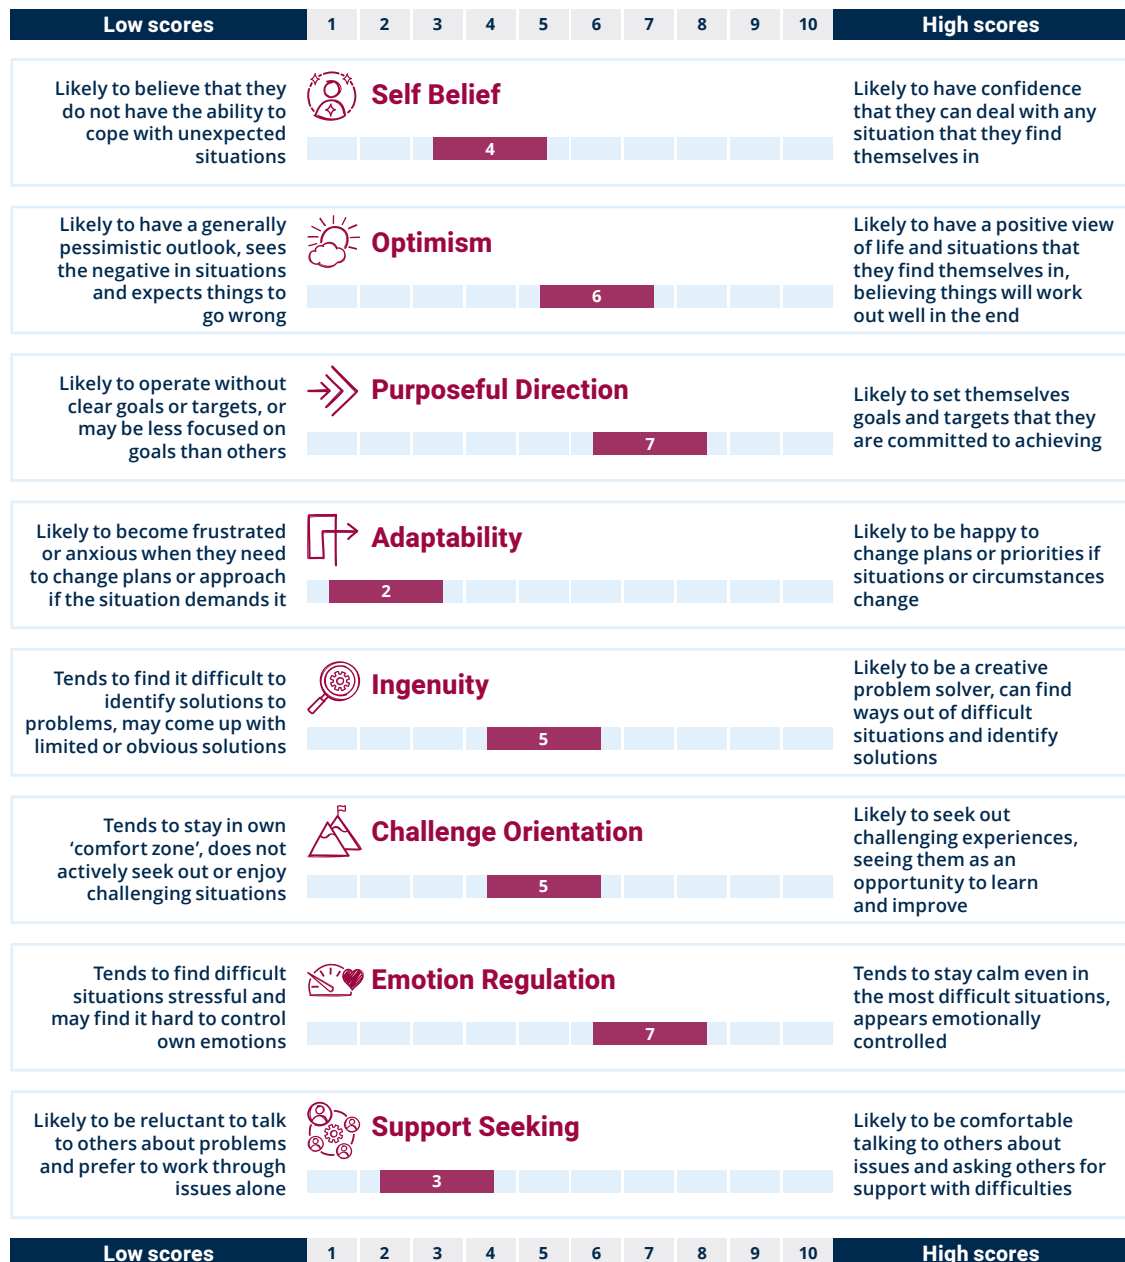 Low scores 1 2 3 4 5 6 7 8 9 10 High scores
Likely to believe that they
do not have the ability to
cope with unexpected
situations
Self Belief
4
Likely to have confidence
that they can deal with any
situation that they find
themselves in
Likely to have a generally
pessimistic outlook, sees
the negative in situations
and expects things to
go wrong
Optimism
6
Likely to have a positive view
of life and situations that
they find themselves in,
believing things will work
out well in the end
Likely to operate without
clear goals or targets, or
may be less focused on
goals than others
Purposeful Direction
7
Likely to set themselves
goals and targets that they
are committed to achieving
Likely to become frustrated
or anxious when they need
to change plans or approach
if the situation demands it
Adaptability
2
Likely to be happy to
change plans or priorities if
situations or circumstances
change
Tends to find it difficult to
identify solutions to
problems, may come up with
limited or obvious solutions
Ingenuity
5
Likely to be a creative
problem solver, can find
ways out of difficult
situations and identify
solutions
Tends to stay in own
‘comfort zone’, does not
actively seek out or enjoy
challenging situations
Challenge Orientation
5
Likely to seek out
challenging experiences,
seeing them as an
opportunity to learn
and improve
Tends to find difficult
situations stressful and
may find it hard to control
own emotions
Emotion Regulation
7
Tends to stay calm even in
the most difficult situations,
appears emotionally
controlled
Likely to be reluctant to talk
to others about problems
and prefer to work through
issues alone
Support Seeking
3
Likely to be comfortable
talking to others about
issues and asking others for
support with difficulties
Low scores 1 2 3 4 5 6 7 8 9 10 High scores